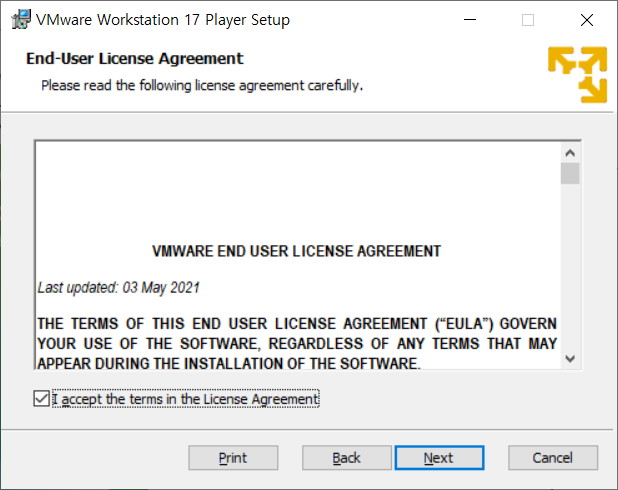 VMware Workstation 17 Player Setup
End-User License Agreement
Please read the following license agreement carefully.
VMWARE END USER LICENSE AGREEMENT
Last updated: 03 May 2021
THE TERMS OF THIS END USER LICENSE AGREEMENT (“EULA”) GOVERN
YOUR USE OF THE SOFTWARE, REGARDLESS OF ANY TERMS THAT MAY
APPEAR DURING THE INSTALLATION OF THE SOFTWARE.
I accept the terms in the License Agreement
Print Back Next Cancel